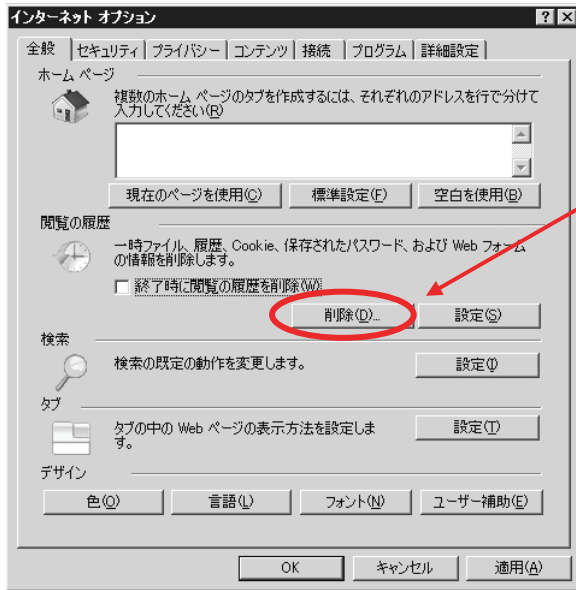 インターネット オプション
全般
セキュリティ
プライバシー
コンテンツ
接続
プログラム
詳細設定
ホーム ページ
複数のホーム ページのタブを作成するには、それぞれのアドレスを行で分けて
入力してください(R)
現在のページを使用(C)
標準設定(F)
空白を使用(B)
閲覧の履歴
一時ファイル、履歴、Cookie、保存されたパスワード、および Web フォーム
の情報を削除します。
終了時に閲覧の履歴を削除(W)
削除(D)...
設定(S)
検索
検索の既定の動作を変更します。
設定(I)
タブ
タブの中の Web ページの表示方法を設定しま
す。
設定(T)
デザイン
色(O)
言語(L)
フォント(N)
ユーザー補助(E)
OK
キャンセル
適用(A)